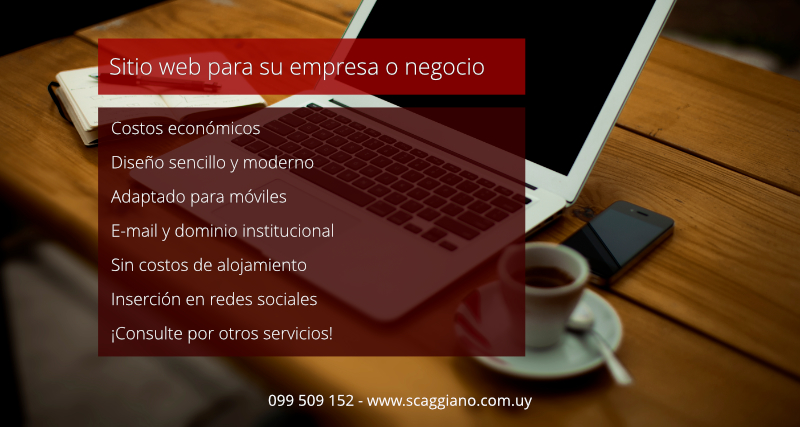 Sitio web para su empresa o negocio
Costos económicos
Diseño sencillo y moderno
Adaptado para móviles
E-mail y dominio institucional
Sin costos de alojamiento
Inserción en redes sociales
¡Consulte por otros servicios!
099 509 152 - www.scaggiano.com.uy